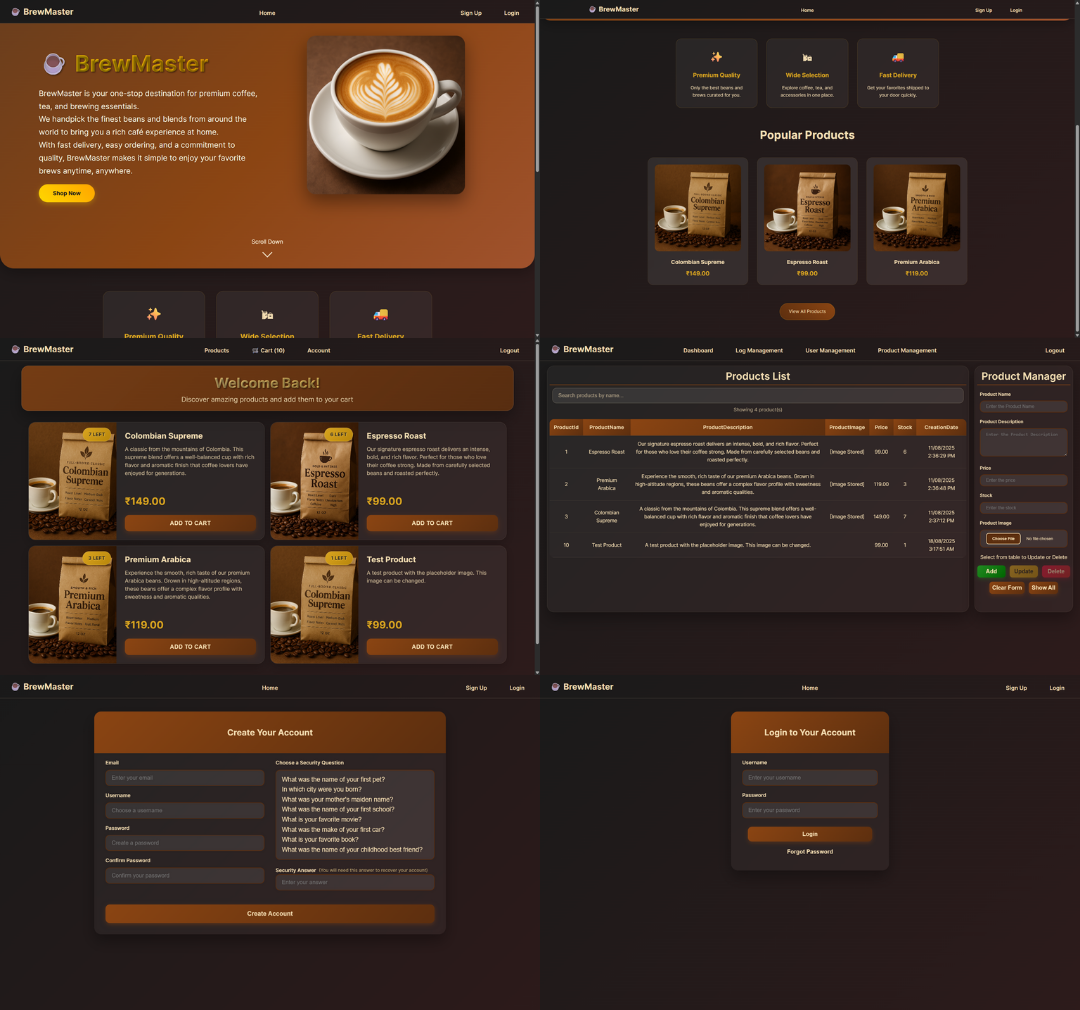 BrewMaster
Home
Sign Up
Login
BrewMaster
BrewMaster is your one-stop destination for premium coffee,
tea, and brewing essentials.
We handpick the finest beans and blends from around the
world to bring you a rich café experience at home.
With fast delivery, easy ordering, and a commitment to
quality, BrewMaster makes it simple to enjoy your favorite
brews anytime, anywhere.
Shop Now
Scroll Down
Premium Quality
Wide Selection
Fast Delivery
BrewMaster
Home
Sign Up
Login
Premium Quality
Only the best beans and
brews curated for you.
Wide Selection
Explore coffee, tea, and
accessories in one place.
Fast Delivery
Get your favorites shipped to
your door quickly.
Popular Products
Colombian
Supreme
Espresso
Roast
Premium
Arabica
Colombian Supreme
₹149.00
Espresso Roast
₹99.00
Premium Arabica
₹119.00
View All Products
BrewMaster
Products
Cart (10)
Account
Logout
Welcome Back!
Discover amazing products and add them to your cart
7 LEFT
Colombian
Supreme
Colombian Supreme
A classic from the mountains of Colombia. This
supreme blend offers a well-balanced cup with rich
flavor and aromatic finish that coffee lovers have
enjoyed for generations.
₹149.00
ADD TO CART
6 LEFT
Espresso
Roast
Espresso Roast
Our signature espresso roast delivers an intense,
bold, and rich flavor. Perfect for those who love
their coffee strong. Made from carefully selected
beans and roasted perfectly.
₹99.00
ADD TO CART
3 LEFT
Premium
Arabica
Premium Arabica
Experience the smooth, rich taste of our premium
Arabica beans. Grown in high-altitude regions,
these beans offer a complex flavor profile with
sweetness and aromatic qualities.
₹119.00
ADD TO CART
1 LEFT
Colombian
Supreme
Test Product
A test product with the placeholder image. This
image can be changed.
₹99.00
ADD TO CART
BrewMaster
Dashboard
Log Management
User Management
Product Management
Logout
Products List
Search products by name...
Showing 4 product(s)
ProductId ProductName ProductDescription ProductImage Price Stock CreationDate
1 Espresso Roast Our signature espresso roast delivers an intense, bold, and rich flavor. Perfect
for those who love their coffee strong. Made from carefully selected beans and
roasted perfectly.
[Image Stored] 99.00 6 11/08/2025
2:36:29 PM
2 Premium
Arabica
Experience the smooth, rich taste of our premium Arabica beans. Grown in
high-altitude regions, these beans offer a complex flavor profile with sweetness
and aromatic qualities.
[Image Stored] 119.00 3 11/08/2025
2:36:48 PM
3 Colombian
Supreme
A classic from the mountains of Colombia. This supreme blend offers a well-
balanced cup with rich flavor and aromatic finish that coffee lovers have
enjoyed for generations.
[Image Stored] 149.00 7 11/08/2025
2:37:12 PM
19 Test Product A test product with the placeholder image. This image can be changed. 99.00 1 18/08/2025
3:17:51 AM
Product Manager
Product Name
Enter the Product Name
Product Description
Enter the Product Description
Price
Enter the price
Stock
Enter the stock
Product Image
Choose File
No file chosen
Select from table to Update or Delete
Add
Update
Delete
Clear Form
Show All
BrewMaster
Home
Sign Up
Login
Create Your Account
Email
Enter your email
Username
Choose a username
Password
Create a password
Confirm Password
Confirm your password
Choose a Security Question
What was the name of your first pet?
In which city were you born?
What was your mother's maiden name?
What was the name of your first school?
What is your favorite movie?
What was the make of your first car?
What is your favorite book?
What was the name of your childhood best friend?
Security Answer (You will need this answer to recover your account)
Enter your answer
Create Account
BrewMaster
Home
Sign Up
Login
Login to Your Account
Username
Enter your username
Password
Enter your password
Login
Forgot Password